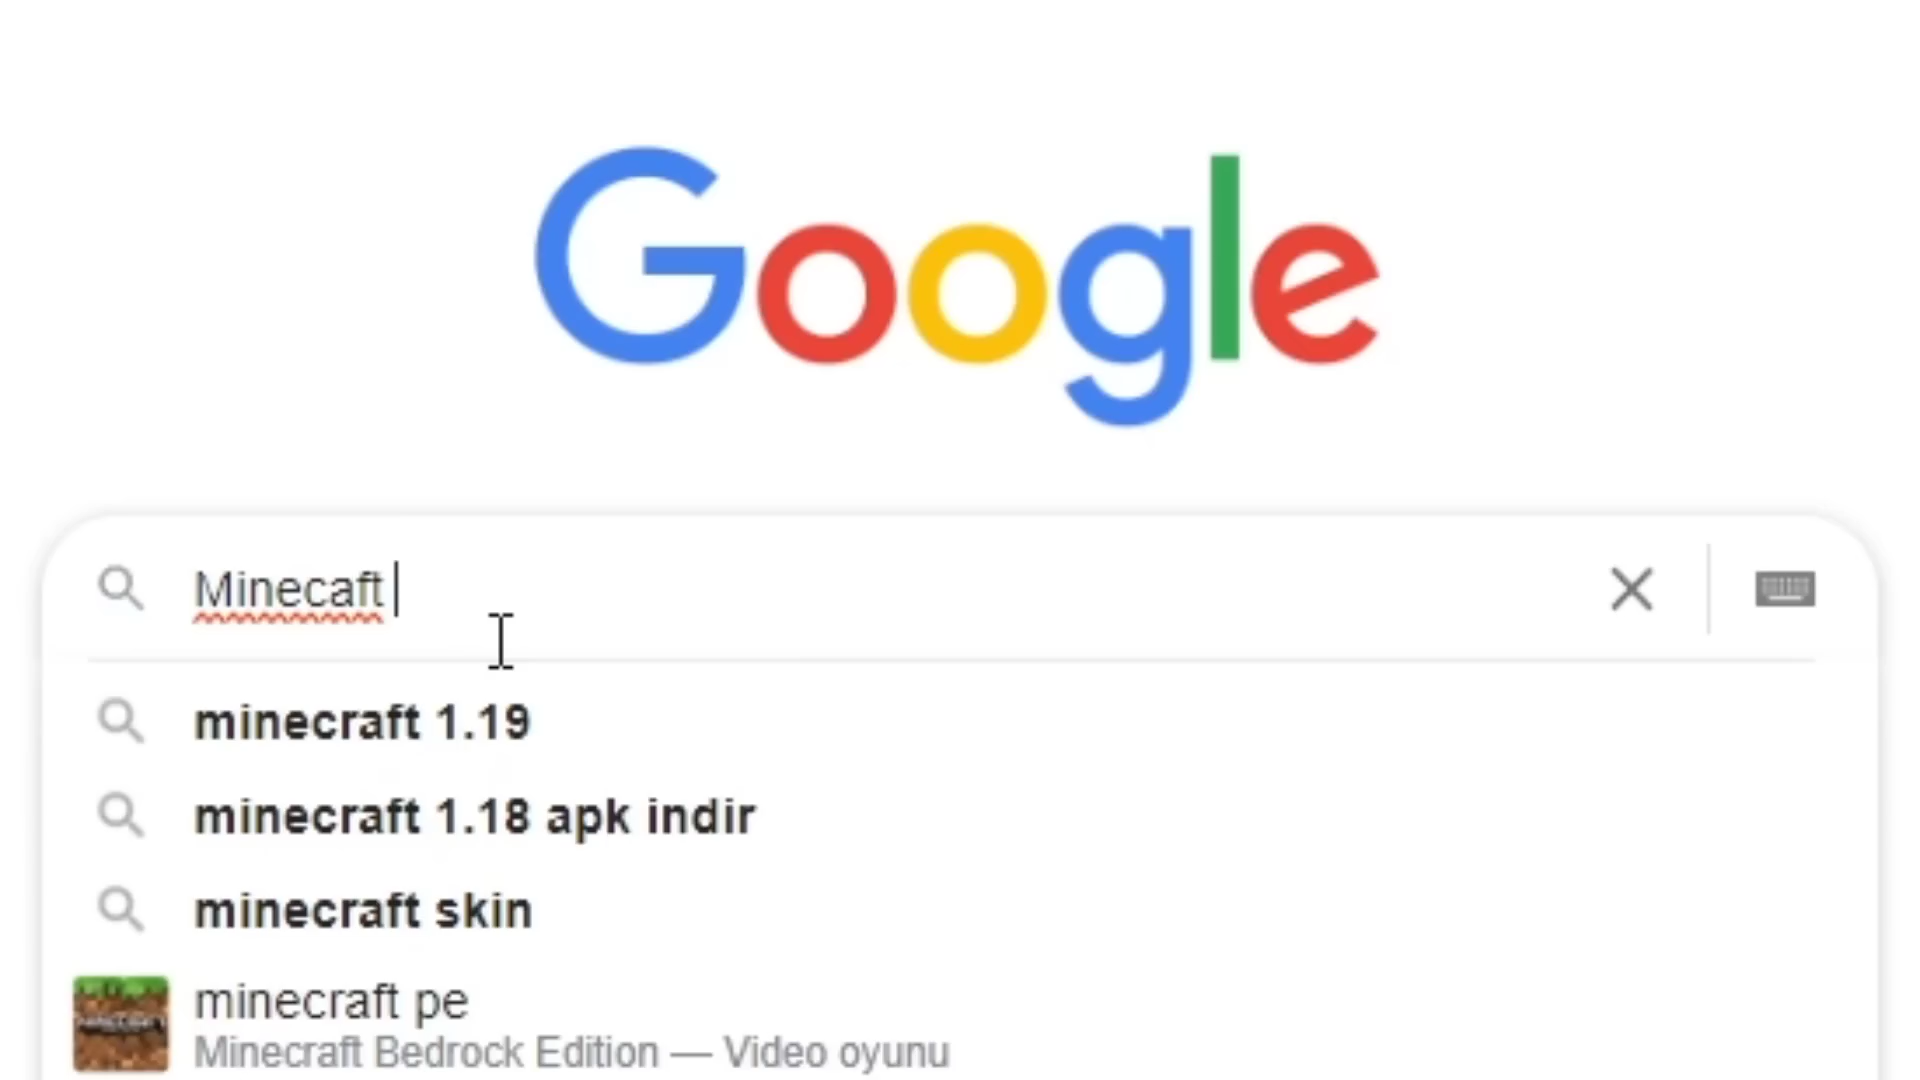 Google
Minecaft
minecraft 1.19
minecraft 1.18 apk indir
minecraft skin
minecraft pe
Minecraft Bedrock Edition — Video oyunu